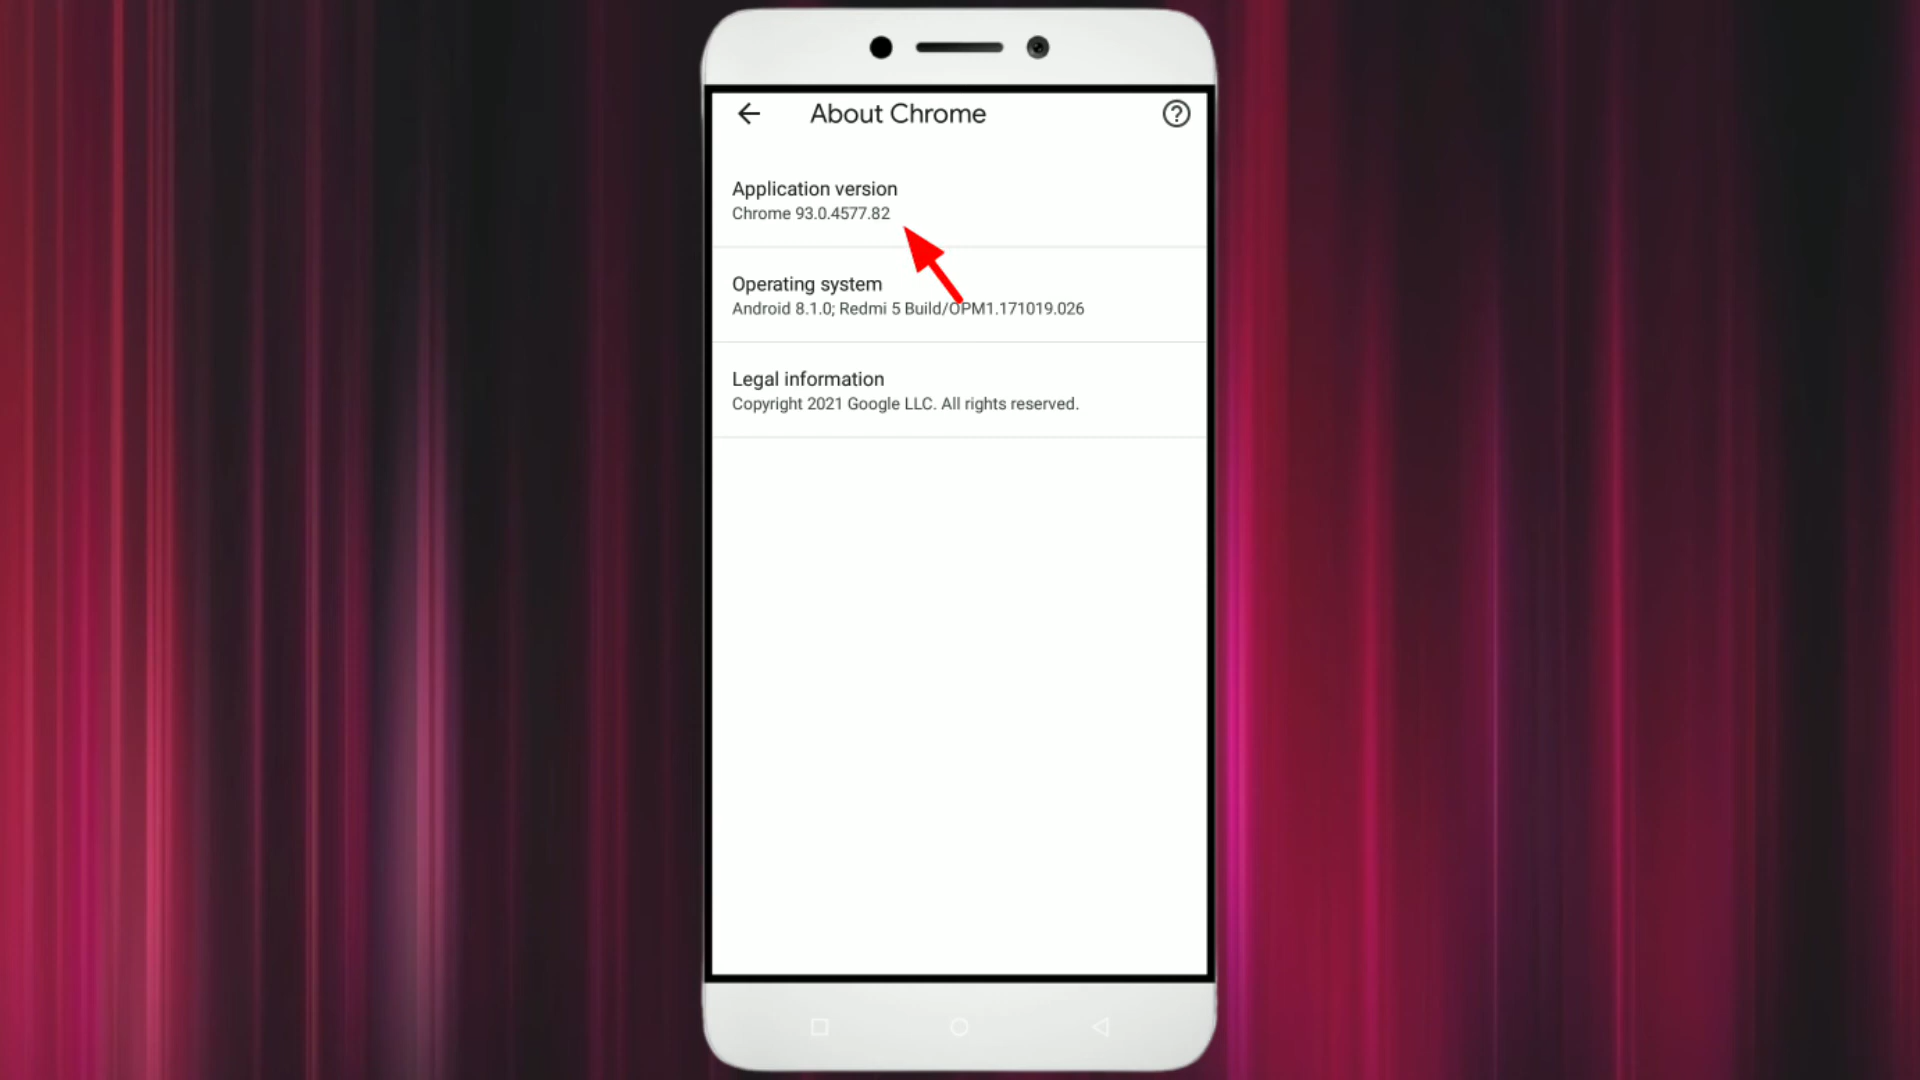 About Chrome
Application version
Chrome 93.0.4577.82
Operating system
Android 8.1.0; Redmi 5 Build/OPM1.171019.026
Legal information
Copyright 2021 Google LLC. All rights reserved.